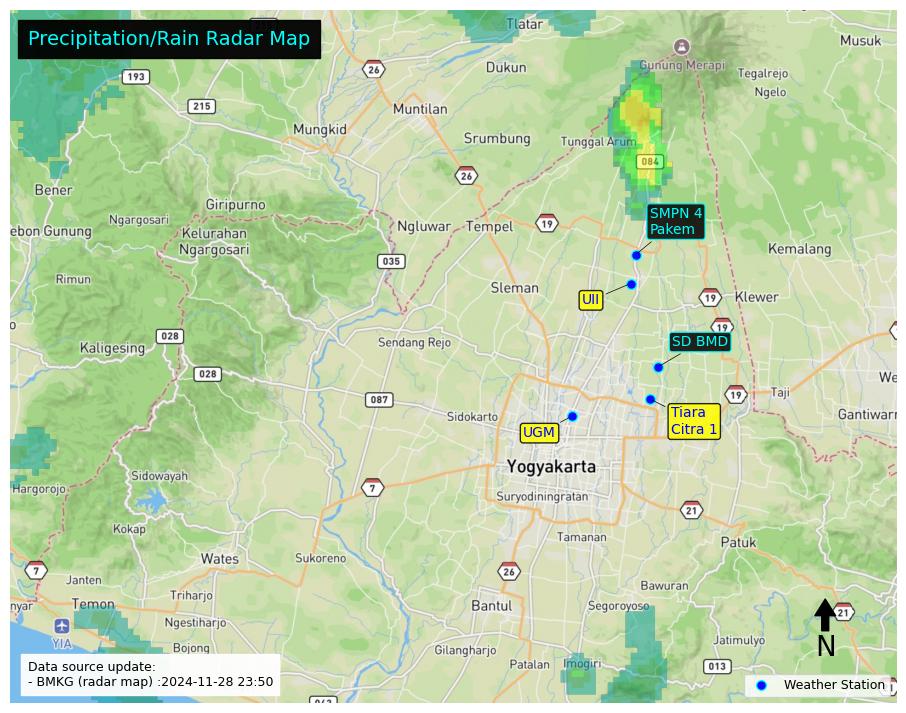 Precipitation/Rain Radar Map
Tlatar
Musuk
26
Dukun
Gunung Merapi
Tegalrejo
193
Ngelo
215
Muntilan
Mungkid
Srumbung
Tunggal Arum
084
26
Bener
Giripurno
SMPN 4
Pakem
Ngargosari
Ngluwar
Tempel
19
ebon Gunung
Kelurahan
Ngargosari
Kemalang
035
Rimun
Sleman
UII
19
Klewer
19
028
Sendang Rejo
SD BMD
Kaligesing
028
We
087
19
Taji
Sidokarto
Tiara
Citra 1
Gantiwarn
UGM
Yogyakarta
Sidowayah
Hargorojo
7
Suryodiningratan
21
Kokap
Tamanan
Patuk
Wates
Sukoreno
7
26
Janten
Bawuran
Triharjo
nyar
Temon
Bantul
Segoroyoso
21
Ngestiharjo
YIA
Jatimulyo
N
Bojong
Gilangharjo
Data source update:
- BMKG (radar map) :2024-11-28 23:50
Patalan
Imogiri
013
Weather Station